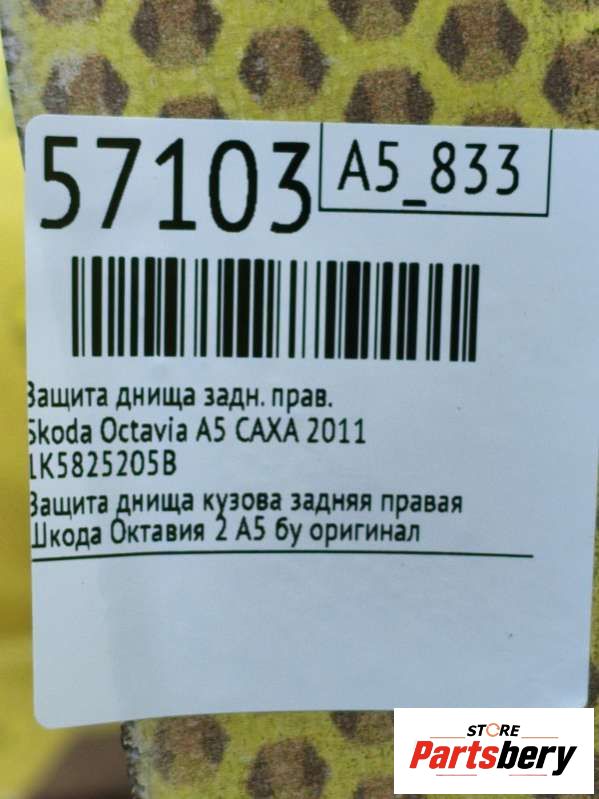 57103
A5_833
Защита днища задн. прав.
Skoda Octavia A5 CAXA 2011
1K5825205B
Защита днища кузова задняя правая
Шкода Октавия 2 А5 бу оригинал
STORE
Partsbery